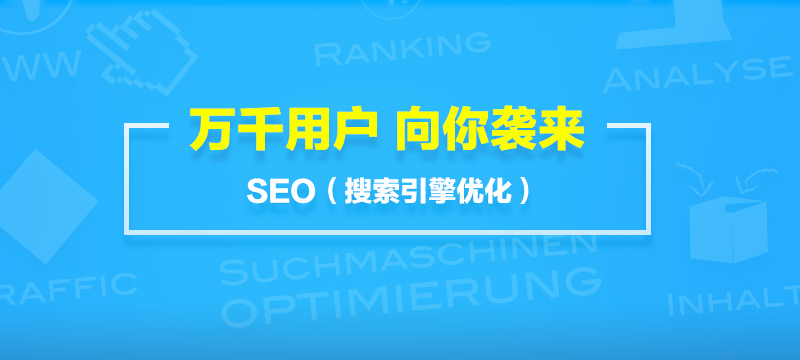 WW
RANKING
ANALYSE
万千用户 向你袭来
SEO（搜索引擎优化）
SUCHMASCHINEN
OPTIMIERUNG
RAFFIC
INHALT